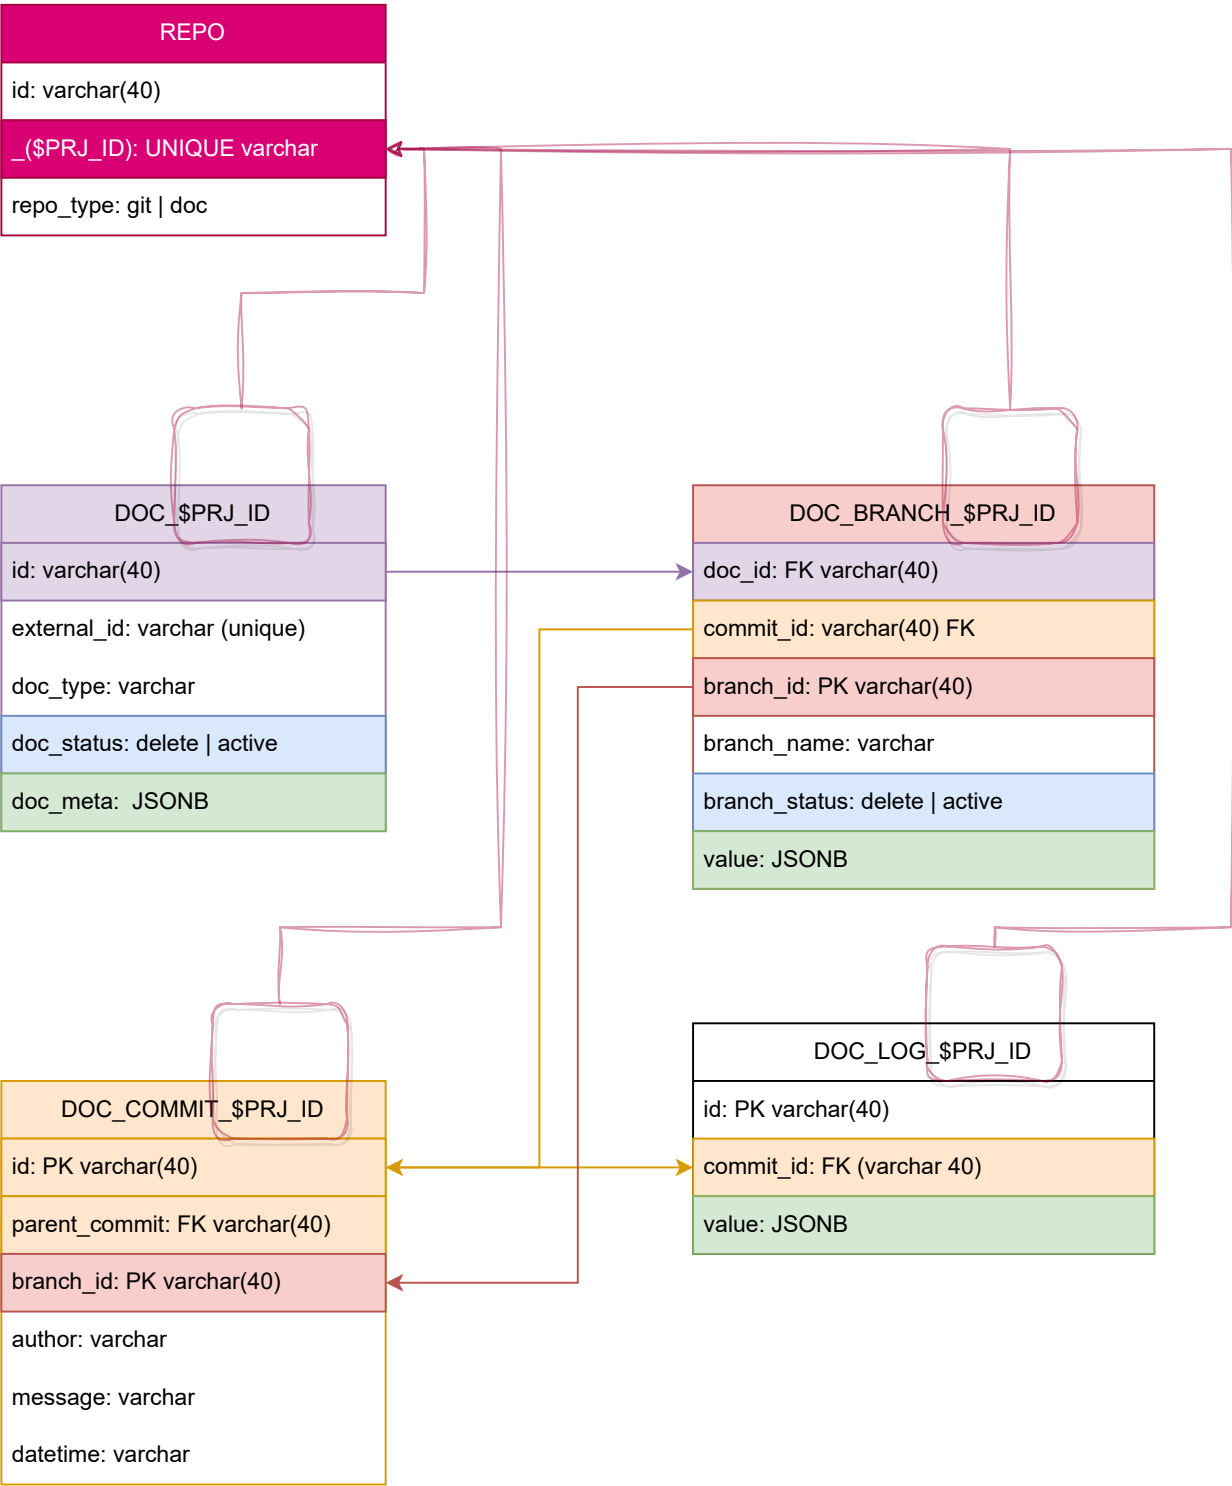 REPO
id: varchar(40)
_($PRJ_ID): UNIQUE varchar
repo_type: git | doc
DOC_$PRJ_ID
id: varchar(40)
external_id: varchar (unique)
doc_type: varchar
doc_status: delete | active
doc_meta:  JSONB
DOC_BRANCH_$PRJ_ID
doc_id: FK varchar(40)
commit_id: varchar(40) FK
branch_id: PK varchar(40)
branch_name: varchar
branch_status: delete | active
value: JSONB
DOC_COMMIT_$PRJ_ID
id: PK varchar(40)
parent_commit: FK varchar(40)
branch_id: PK varchar(40)
author: varchar
message: varchar
datetime: varchar
DOC_LOG_$PRJ_ID
id: PK varchar(40)
commit_id: FK (varchar 40)
value: JSONB